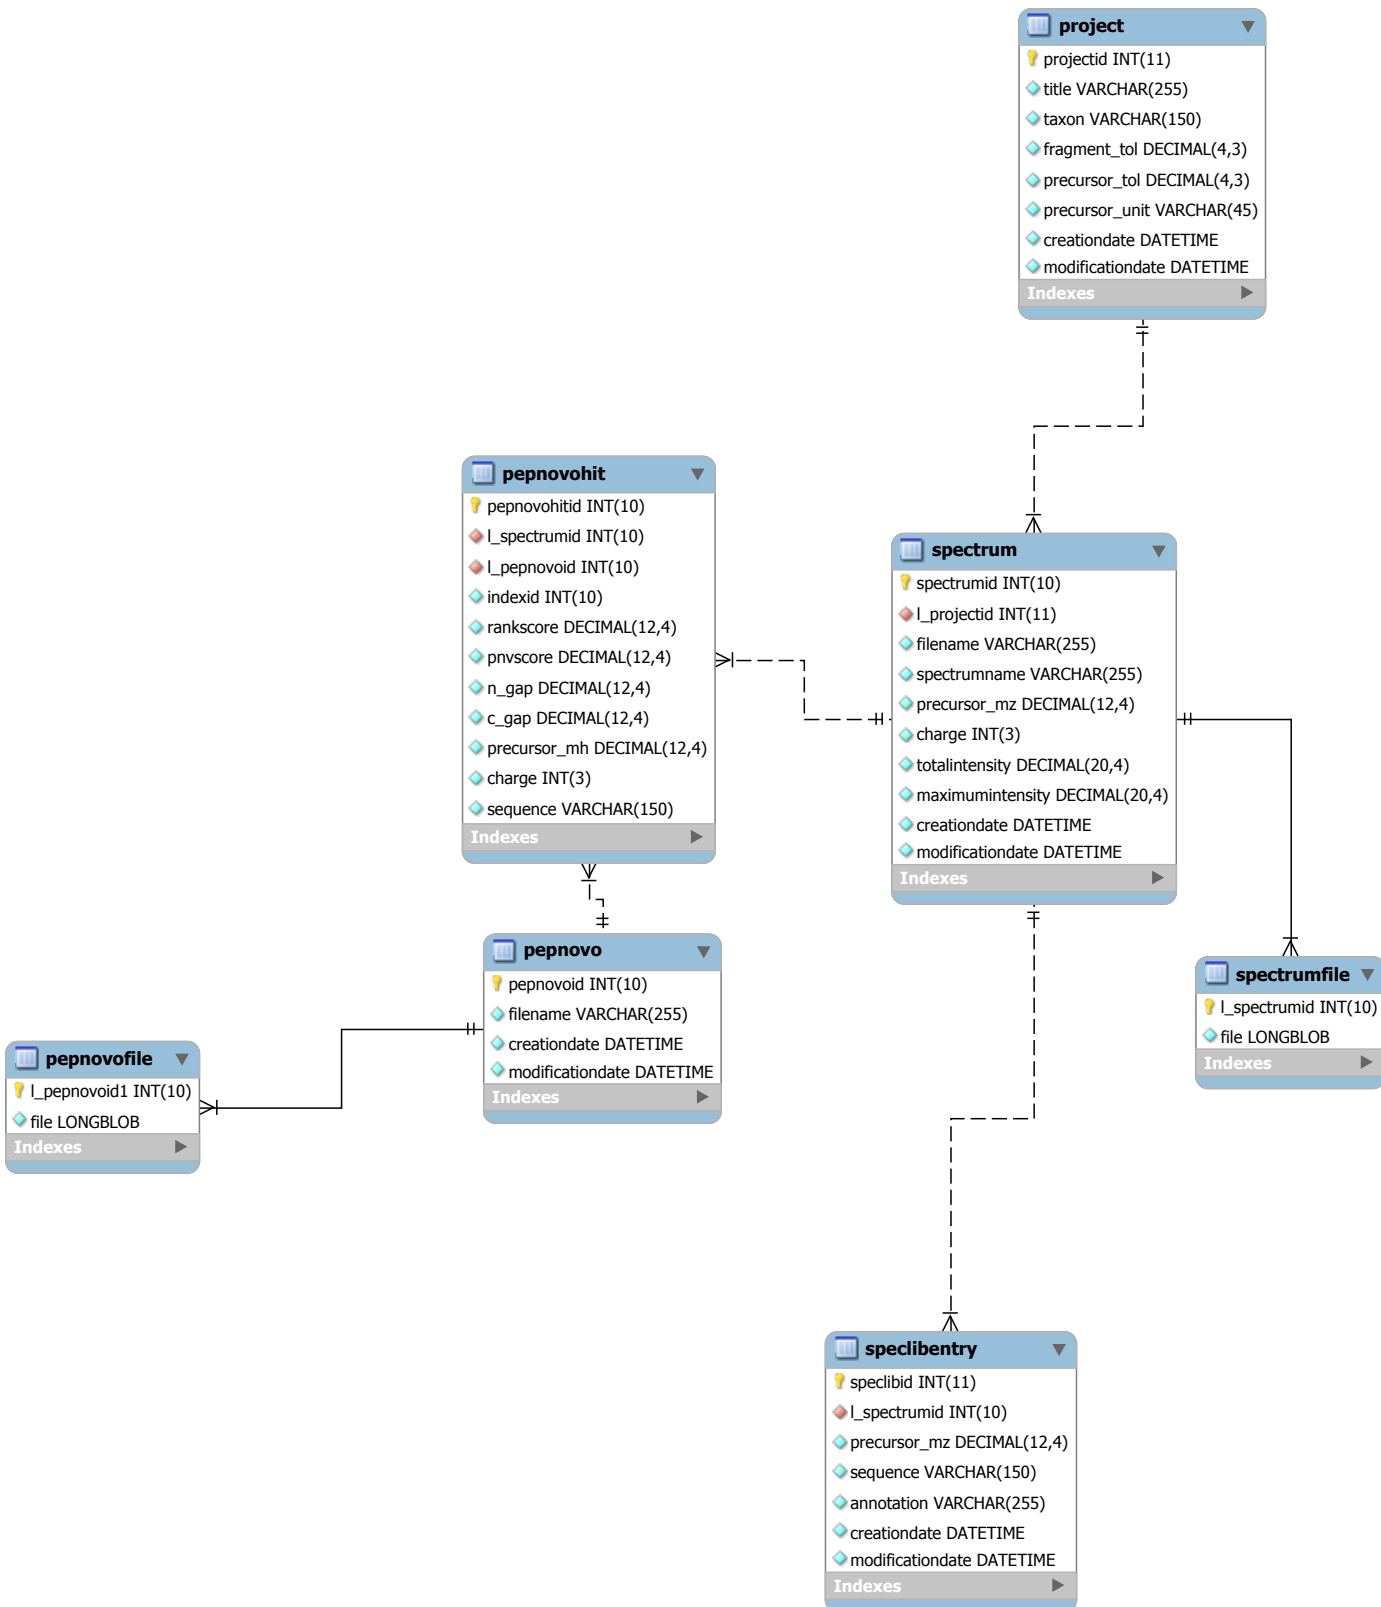 project
projectid INT(11)
title VARCHAR(255)
taxon VARCHAR(150)
fragment_tol DECIMAL(4,3)
precursor_tol DECIMAL(4,3)
precursor_unit VARCHAR(45)
creationdate DATETIME
modificationdate DATETIME
Indexes
pepnovohit
pepnovohitid INT(10)
l_spectrumid INT(10)
l_pepnovoid INT(10)
indexid INT(10)
rankscore DECIMAL(12,4)
pnvscore DECIMAL(12,4)
n_gap DECIMAL(12,4)
c_gap DECIMAL(12,4)
precursor_mh DECIMAL(12,4)
charge INT(3)
sequence VARCHAR(150)
Indexes
spectrum
spectrumid INT(10)
l_projectid INT(11)
filename VARCHAR(255)
spectrumname VARCHAR(255)
precursor_mz DECIMAL(12,4)
charge INT(3)
totalintensity DECIMAL(20,4)
maximumintensity DECIMAL(20,4)
creationdate DATETIME
modificationdate DATETIME
Indexes
pepnovo
pepnovoid INT(10)
filename VARCHAR(255)
creationdate DATETIME
modificationdate DATETIME
Indexes
spectrumfile
l_spectrumid INT(10)
file LONGBLOB
Indexes
pepnovofile
l_pepnovoid1 INT(10)
file LONGBLOB
Indexes
speclibentry
speclibid INT(11)
l_spectrumid INT(10)
precursor_mz DECIMAL(12,4)
sequence VARCHAR(150)
annotation VARCHAR(255)
creationdate DATETIME
modificationdate DATETIME
Indexes